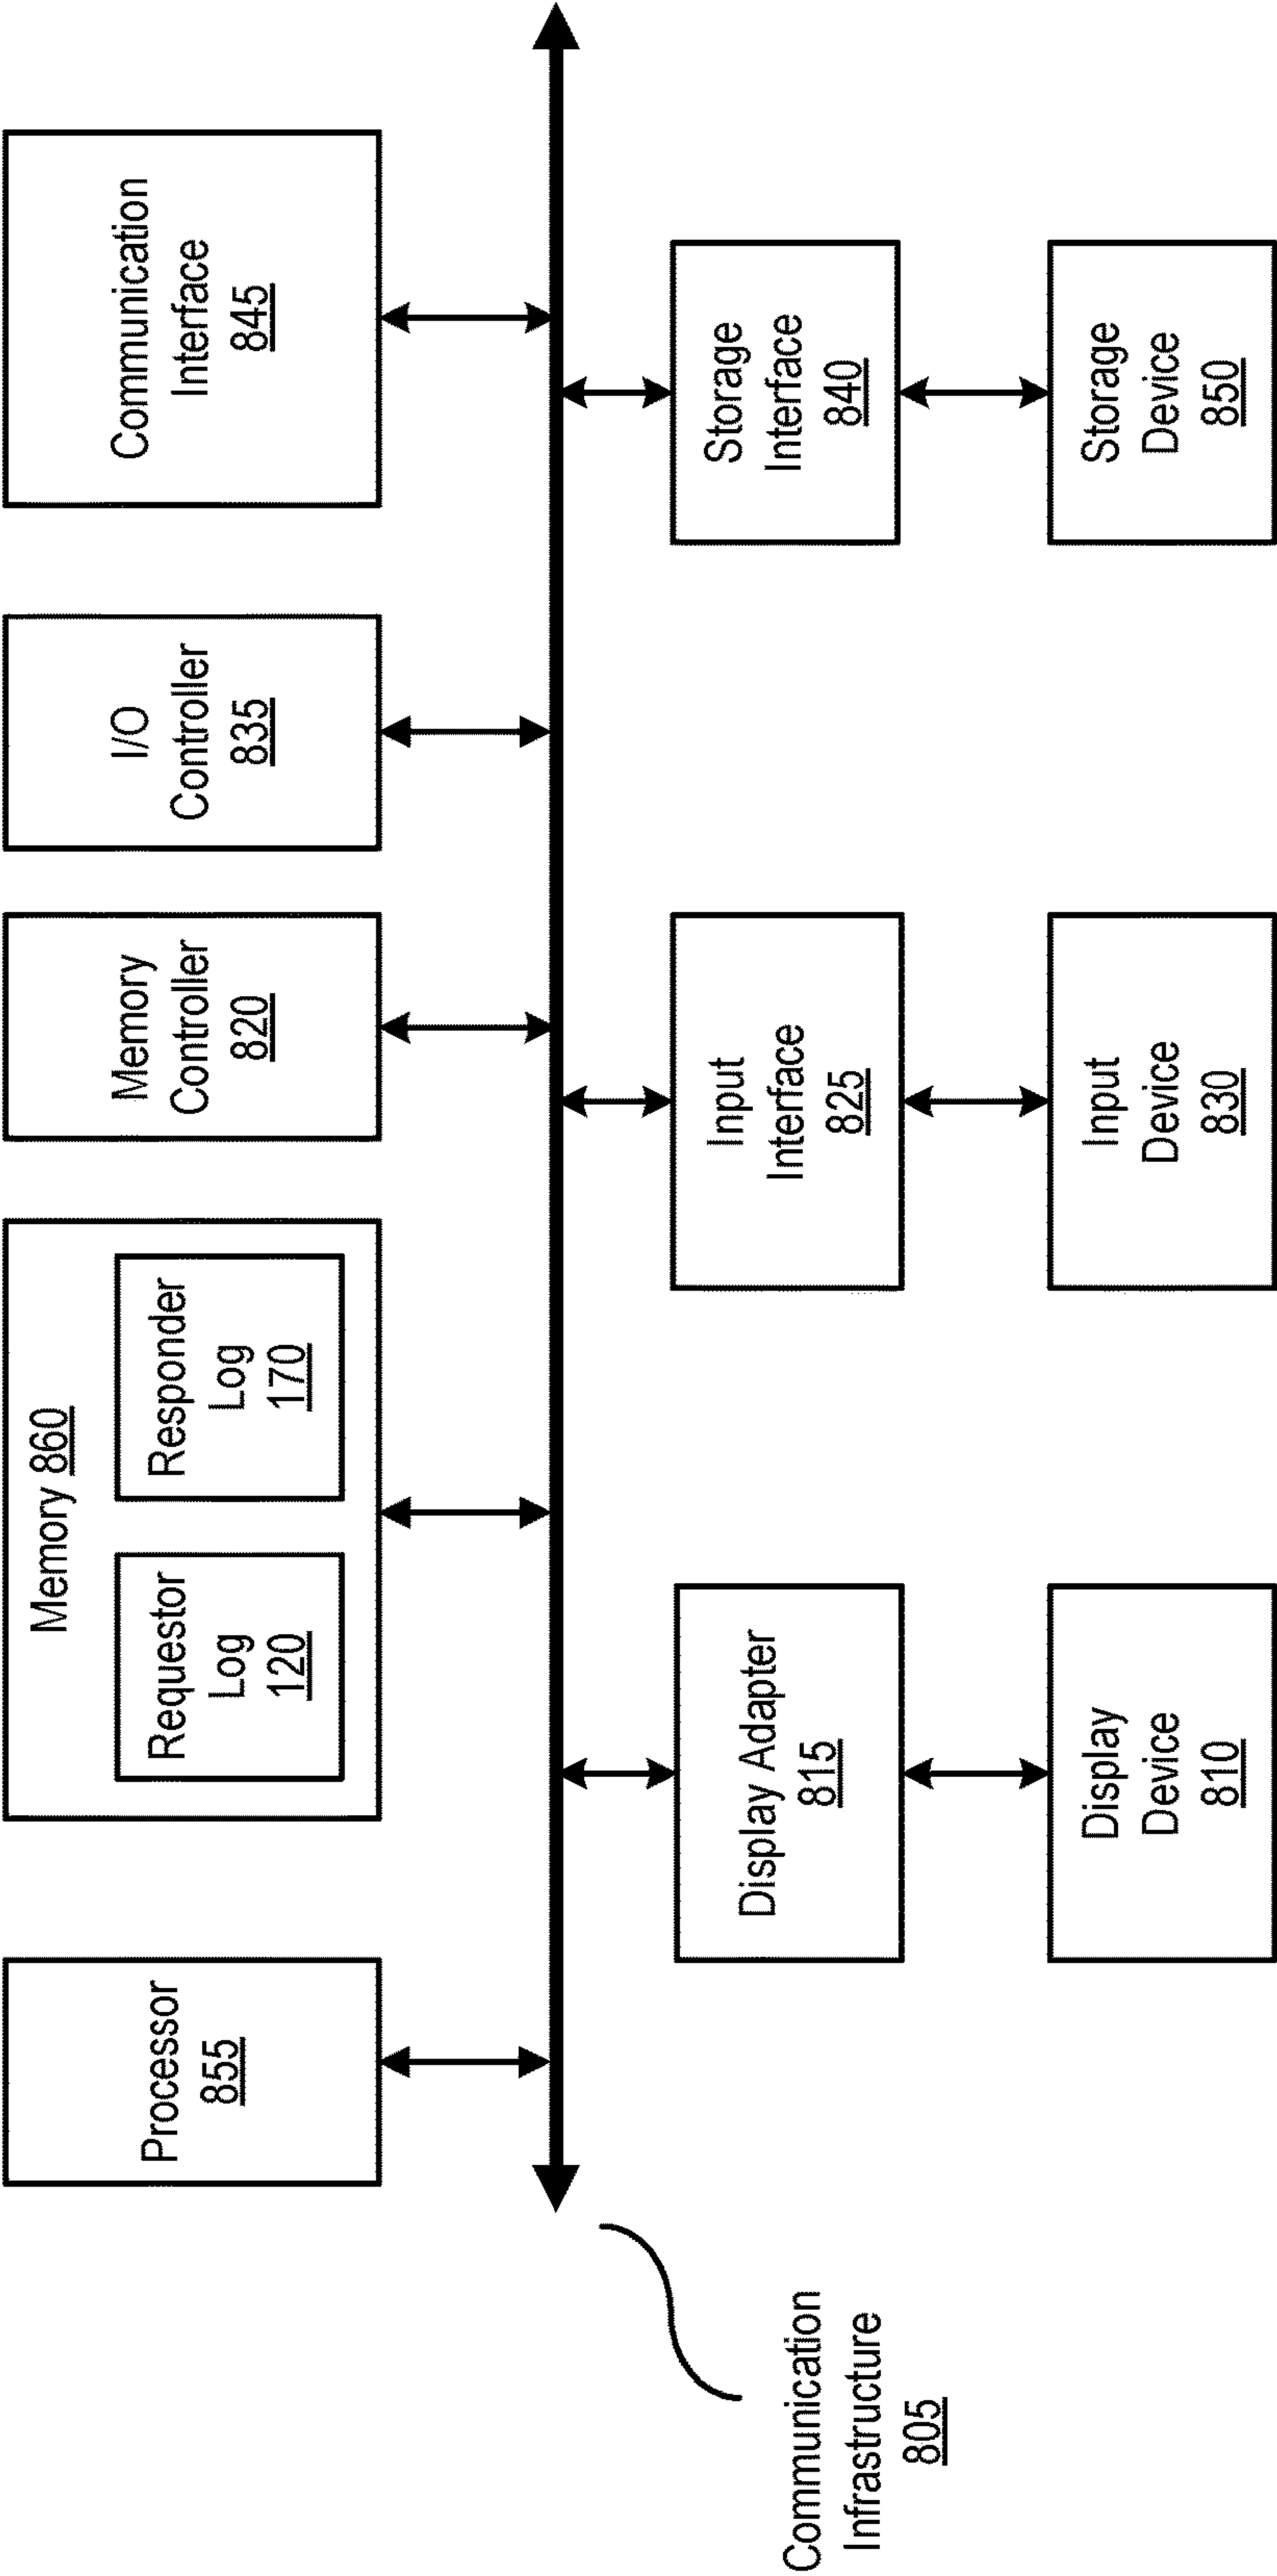 Processor
855
Memory 860
Requestor
Log
120
Responder
Log
170
Memory
Controller
820
I/O
Controller
835
Communication
Interface
845
Communication
Infrastructure
805
Display Adapter
815
Input
Interface
825
Storage
Interface
840
Display
Device
810
Input
Device
830
Storage
Device
850